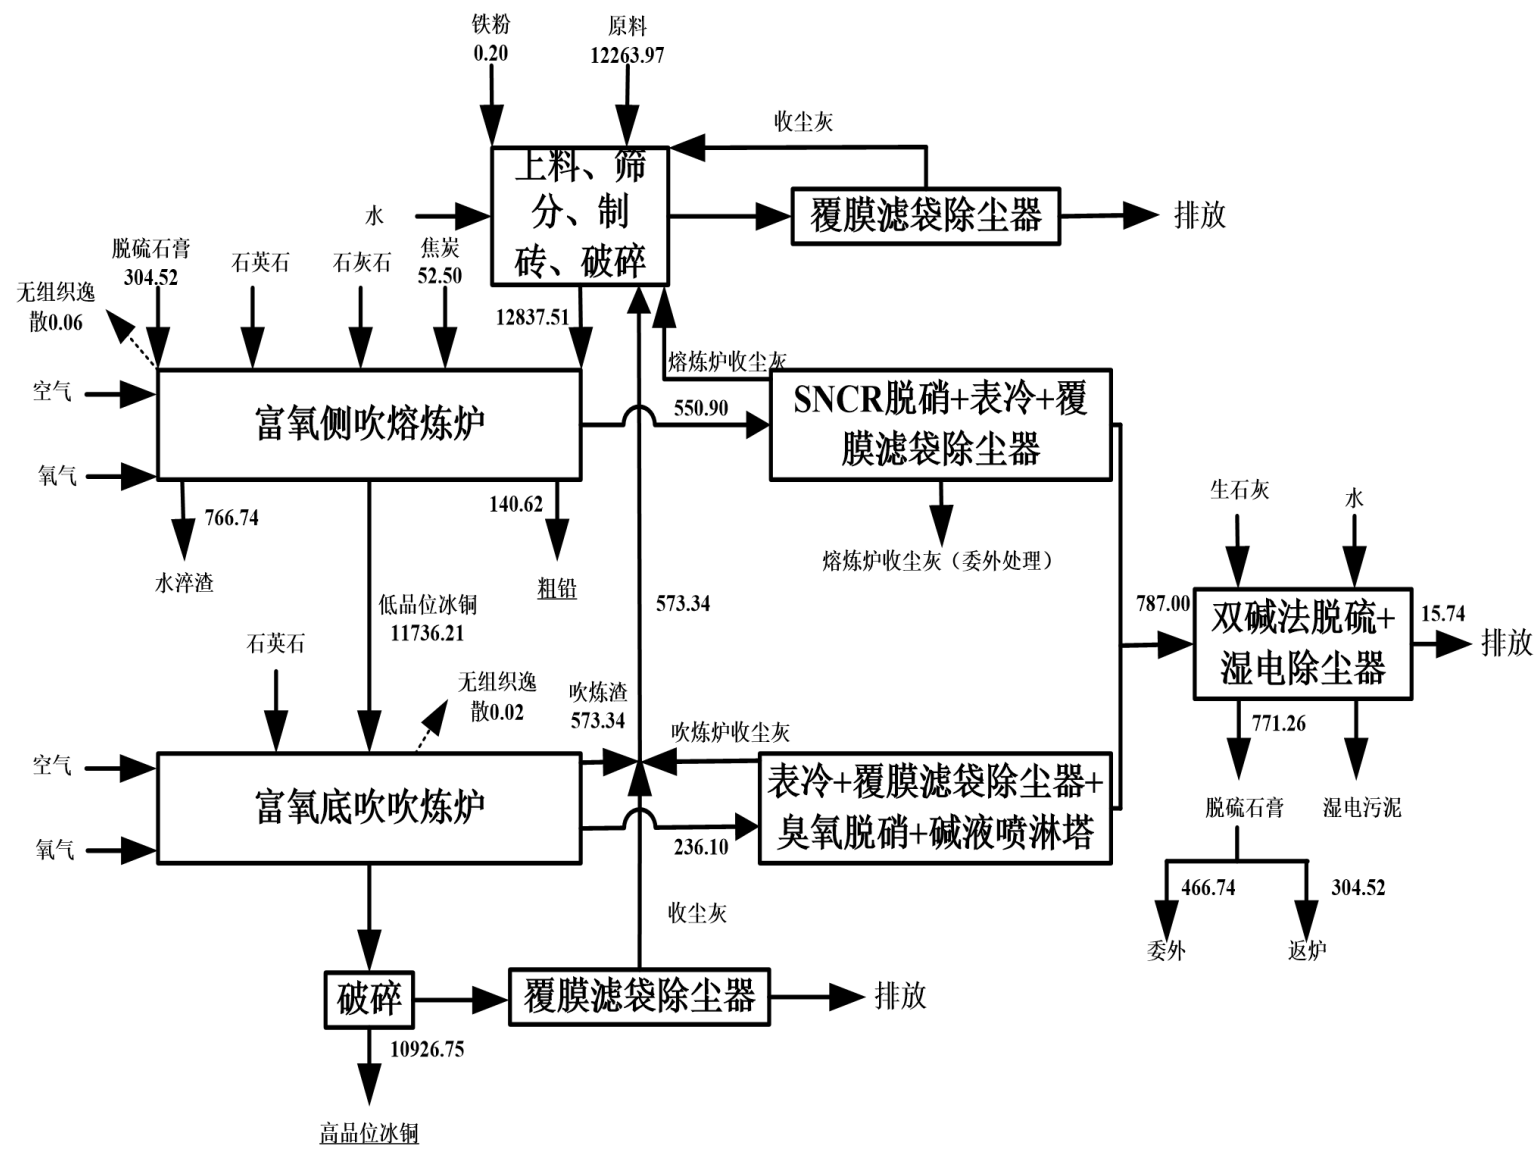 铁粉
0.20
原料
12263.97
收尘灰
上料、筛
分、制
砖、破碎
水
覆膜滤袋除尘器
排放
脱硫石膏
304.52
石英石
石灰石
焦炭
52.50
无组织逸
散0.06
12837.51
熔炼炉收尘灰
空气
富氧侧吹熔炼炉
550.90
SNCR脱硝+表冷+覆
膜滤袋除尘器
氧气
766.74
140.62
水淬渣
粗铅
熔炼炉收尘灰（委外处理）
生石灰
水
低品位冰铜
11736.21
573.34
787.00
双碱法脱硫+
湿电除尘器
15.74
排放
石英石
无组织逸
散0.02
吹炼渣
573.34
吹炼炉收尘灰
771.26
空气
富氧底吹吹炼炉
表冷+覆膜滤袋除尘器+
臭氧脱硝+碱液喷淋塔
脱硫石膏
湿电污泥
氧气
236.10
466.74
304.52
收尘灰
委外
返炉
破碎
覆膜滤袋除尘器
排放
10926.75
高品位冰铜